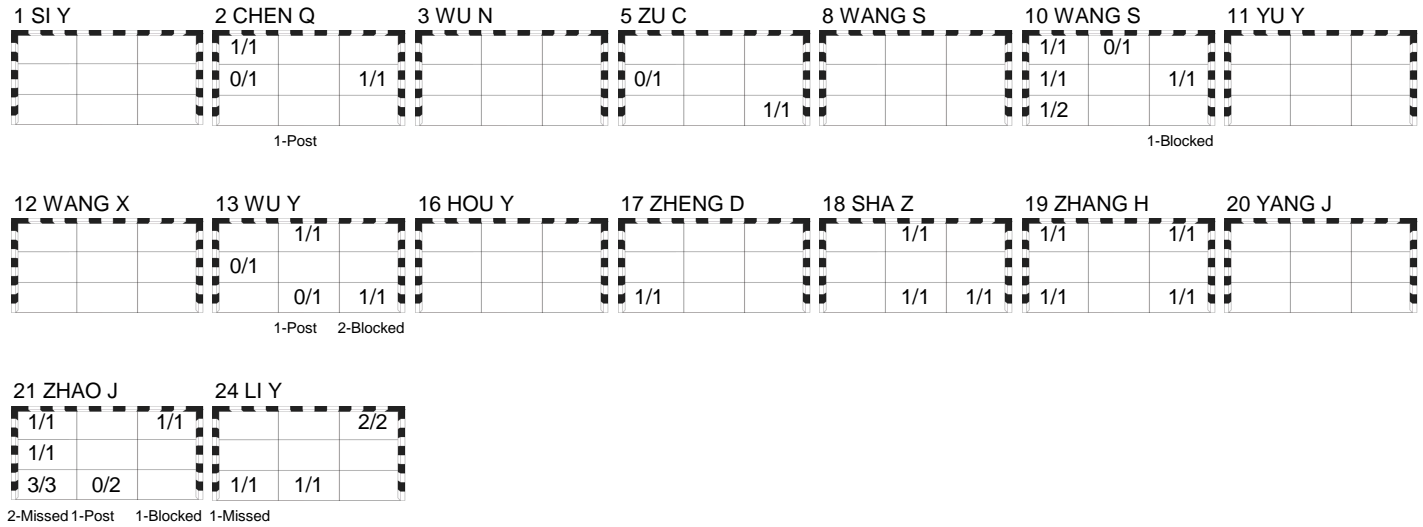 1 SI Y 2 CHEN Q 3 WU N 5 ZU C 8 WANG S 10 WANG S 11 YU Y
1/1 1/1 0/1
0/1 1/1 0/1 1/1 1/1
1/1 1/2
1-Post 1-Blocked
12 WANG X 13 WU Y 16 HOU Y 17 ZHENG D 18 SHA Z 19 ZHANG H 20 YANG J
1/1 1/1 1/1 1/1
0/1
0/1 1/1 1/1 1/1 1/1 1/1 1/1
1-Post 2-Blocked
21 ZHAO J 24 LI Y
1/1 1/1 2/2
1/1
3/3 0/2 1/1 1/1
2-Missed 1-Post 1-Blocked 1-Missed